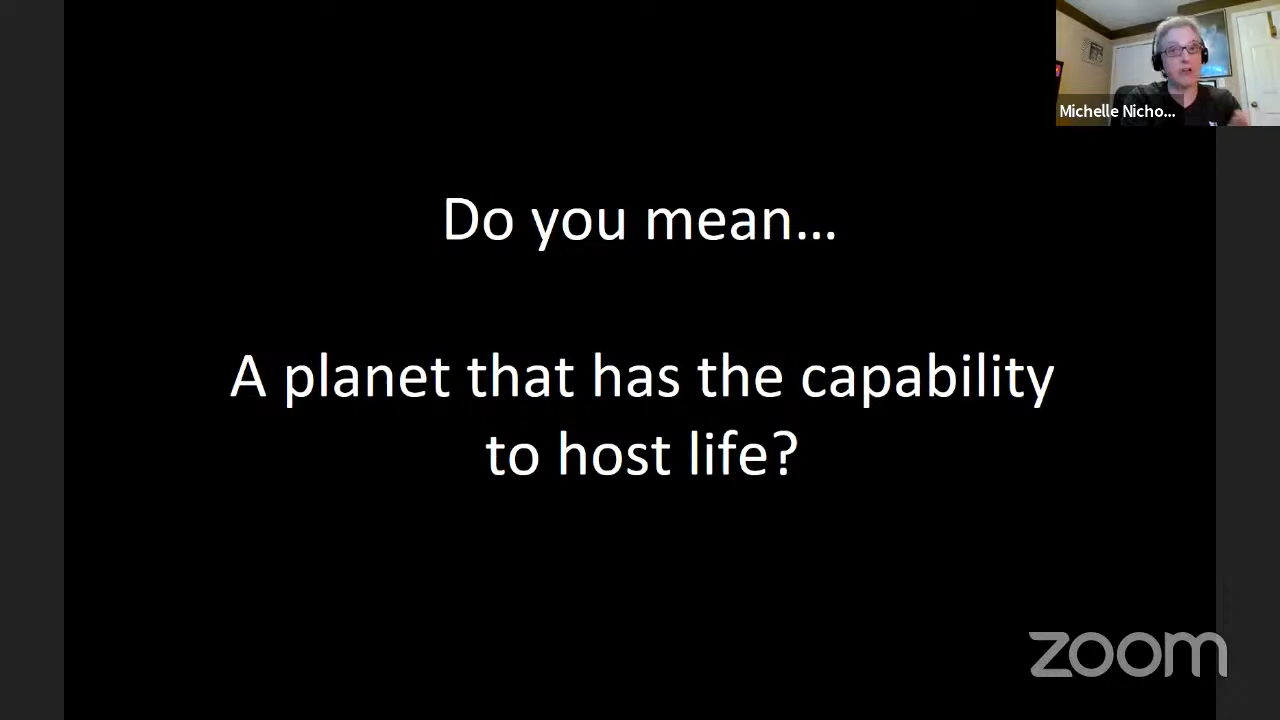 Michelle Nicho...
Do you mean...
A planet that has the capability
to host life?
zoom